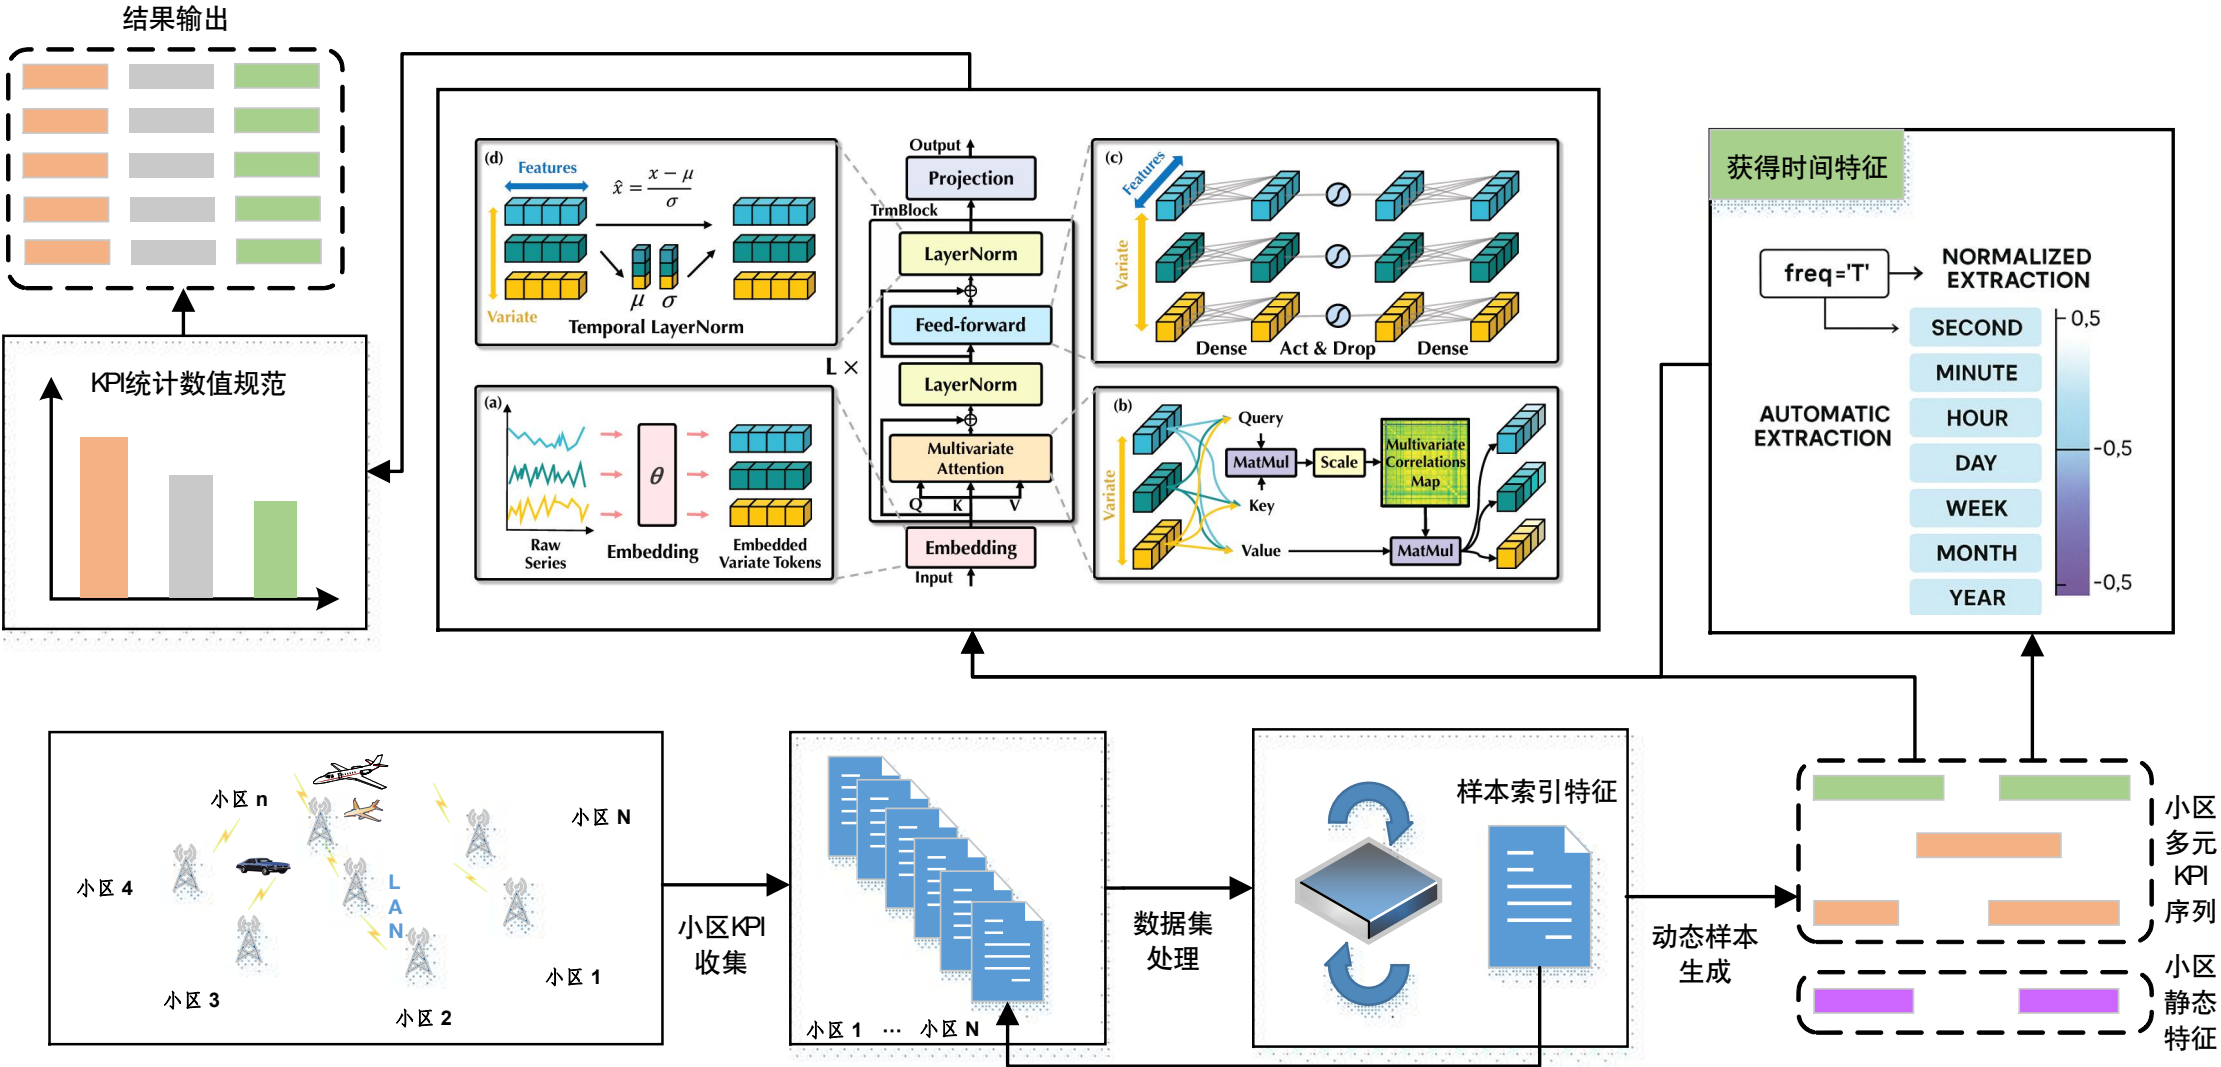 结果输出
KPI统计数值规范
(d)
Features
x̂ = x − μ / σ
Variate
μ σ
Temporal LayerNorm
(a)
θ
Raw
Series
Embedding
Embedded
Variate Tokens
Output
Projection
TrmBlock
LayerNorm
Feed-forward
L ×
LayerNorm
Multivariate
Attention
Q K V
Embedding
Input
(c)
Features
Variate
Dense Act & Drop Dense
(b)
Variate
Query
MatMul
Scale
Multivariate
Correlations
Map
Key
Value
MatMul
获得时间特征
freq='T'
NORMALIZED
EXTRACTION
AUTOMATIC
EXTRACTION
SECOND
MINUTE
HOUR
DAY
WEEK
MONTH
YEAR
0,5
-0,5
-0,5
小区 n
小区 N
小区 4
L
A
N
小区 1
小区 3
小区 2
小区KPI
收集
小区 1 … 小区 N
数据集
处理
样本索引特征
动态样本
生成
小区
多元
KPI
序列
小区
静态
特征